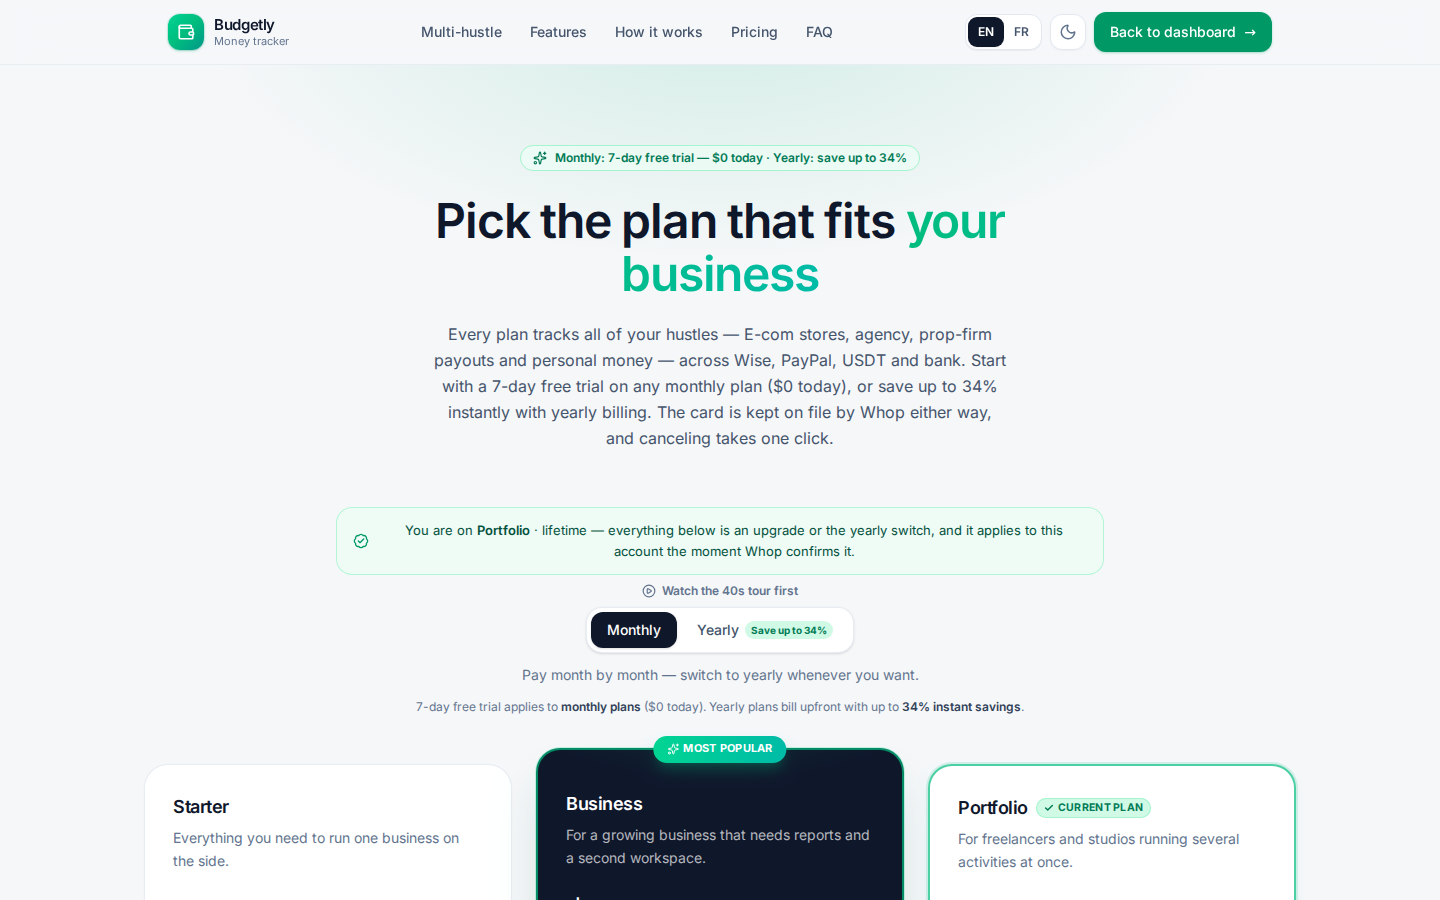 Budgetly
Money tracker
Multi-hustle
Features
How it works
Pricing
FAQ
EN
FR
Back to dashboard →
Monthly: 7-day free trial — $0 today · Yearly: save up to 34%
Pick the plan that fits your
business
Every plan tracks all of your hustles — E-com stores, agency, prop-firm
payouts and personal money — across Wise, PayPal, USDT and bank. Start
with a 7-day free trial on any monthly plan ($0 today), or save up to 34%
instantly with yearly billing. The card is kept on file by Whop either way,
and canceling takes one click.
You are on Portfolio · lifetime — everything below is an upgrade or the yearly switch, and it applies to this
account the moment Whop confirms it.
Watch the 40s tour first
Monthly
Yearly
Save up to 34%
Pay month by month — switch to yearly whenever you want.
7-day free trial applies to monthly plans ($0 today). Yearly plans bill upfront with up to 34% instant savings.
MOST POPULAR
Starter
Everything you need to run one business on
the side.
Business
For a growing business that needs reports and
a second workspace.
Portfolio
CURRENT PLAN
For freelancers and studios running several
activities at once.